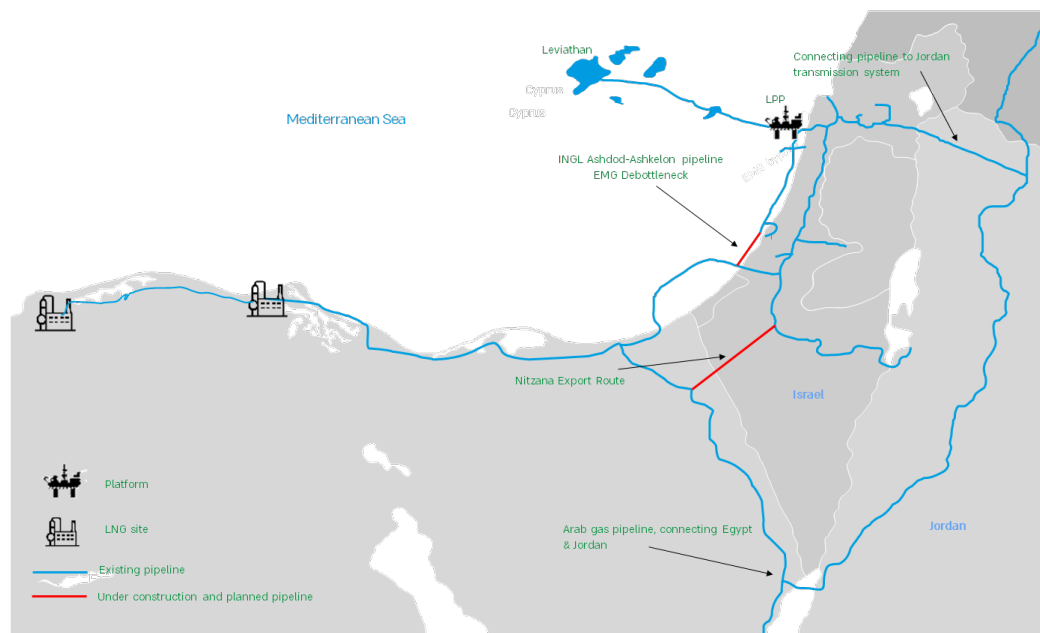 Leviathan
Cyprus
Cyprus
Mediterranean Sea
LPP
Connecting pipeline to Jordan
transmission system
INGL Ashdod-Ashkelon pipeline
EMG Debottleneck
Nitzana Export Route
Israel
Jordan
Arab gas pipeline, connecting Egypt
& Jordan
Platform
LNG site
Existing pipeline
Under construction and planned pipeline